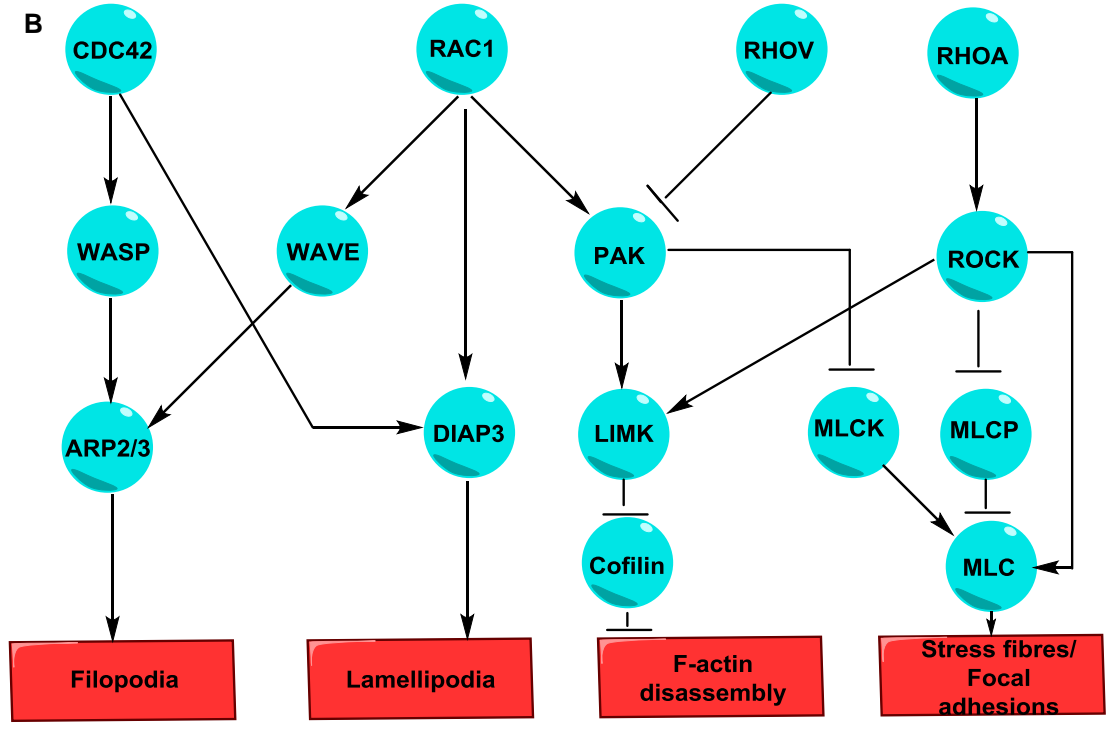 B
CDC42
RAC1
RHOV
RHOA
WASP
WAVE
PAK
ROCK
ARP2/3
DIAP3
LIMK
MLCK
MLCP
Cofilin
MLC
Filopodia
Lamellipodia
F-actin
disassembly
Stress fibres/
Focal
adhesions